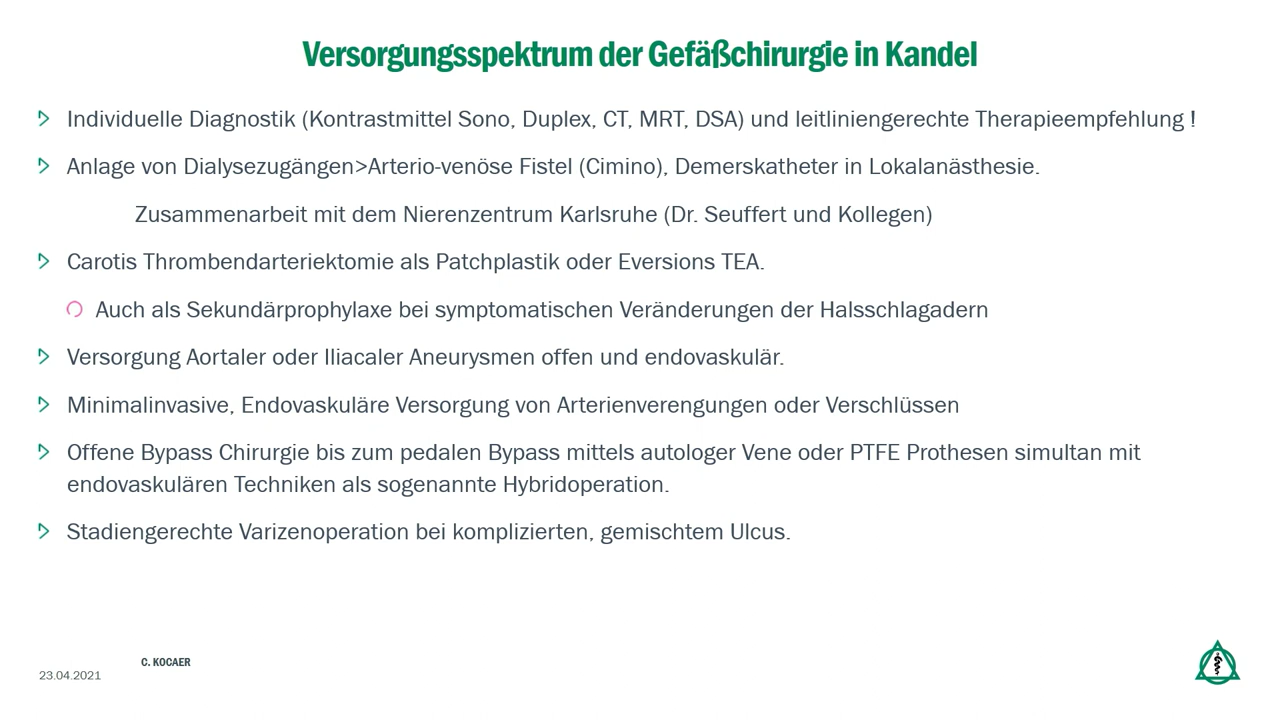 Versorgungsspektrum der Gefäßchirurgie in Kandel
Individuelle Diagnostik (Kontrastmittel Sono, Duplex, CT, MRT, DSA) und leitliniengerechte Therapieempfehlung !
Anlage von Dialysezugängen>Arterio-venöse Fistel (Cimino), Demerskatheter in Lokalanästhesie.
Zusammenarbeit mit dem Nierenzentrum Karlsruhe (Dr. Seuffert und Kollegen)
Carotis Thrombendarteriektomie als Patchplastik oder Eversions TEA.
Auch als Sekundärprophylaxe bei symptomatischen Veränderungen der Halsschlagadern
Versorgung Aortaler oder Iliacaler Aneurysmen offen und endovaskulär.
Minimalinvasive, Endovaskuläre Versorgung von Arterienverengungen oder Verschlüssen
Offene Bypass Chirurgie bis zum pedalen Bypass mittels autologer Vene oder PTFE Prothesen simultan mit
endovaskulären Techniken als sogenannte Hybridoperation.
Stadiengerechte Varizenoperation bei komplizierten, gemischtem Ulcus.
C. KOCAER
23.04.2021